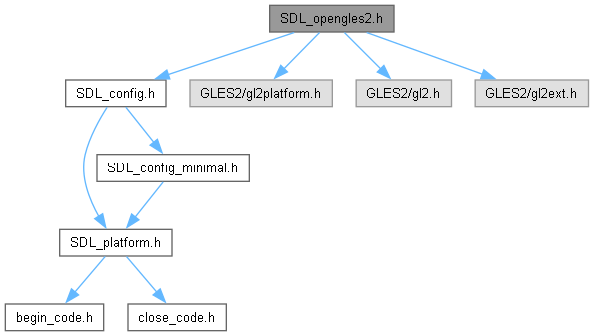 SDL_opengles2.h
SDL_config.h
GLES2/gl2platform.h
GLES2/gl2.h
GLES2/gl2ext.h
SDL_config_minimal.h
SDL_platform.h
begin_code.h
close_code.h